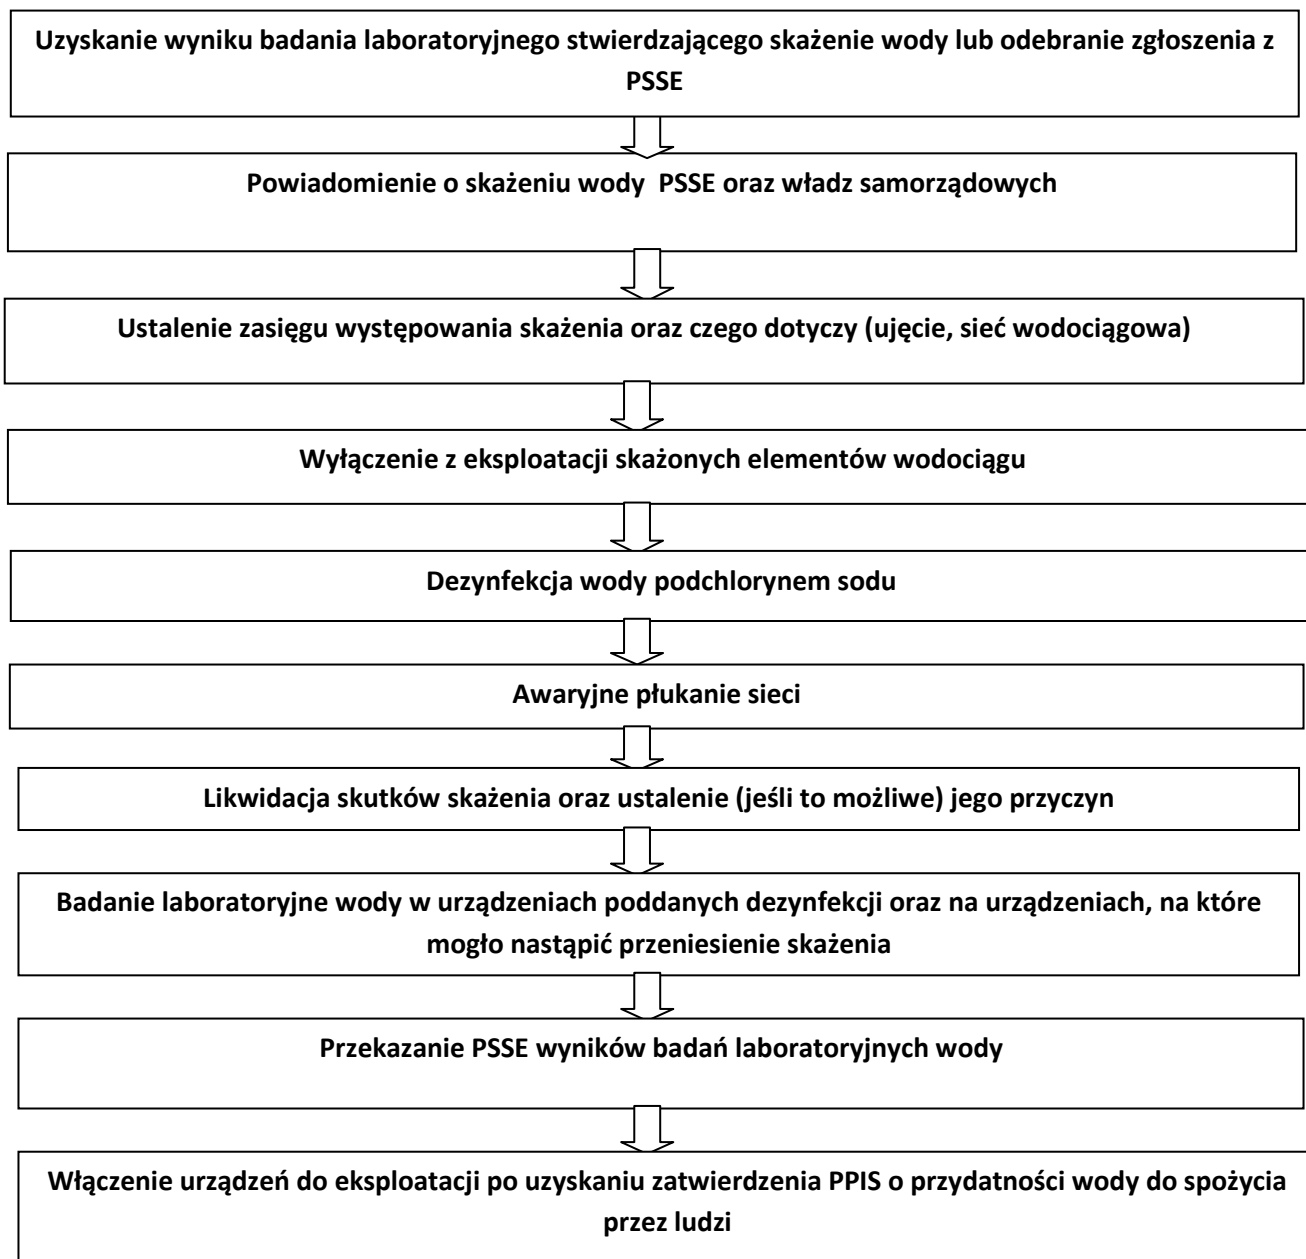 Uzyskanie wyniku badania laboratoryjnego stwierdzającego skażenie wody lub odebranie zgłoszenia z
PSSE
Powiadomienie o skażeniu wody PSSE oraz władz samorządowych
Ustalenie zasięgu występowania skażenia oraz czego dotyczy (ujęcie, sieć wodociągowa)
Wyłączenie z eksploatacji skażonych elementów wodociągu
Dezynfekcja wody podchlorynem sodu
Awaryjne płukanie sieci
Likwidacja skutków skażenia oraz ustalenie (jeśli to możliwe) jego przyczyn
Badanie laboratoryjne wody w urządzeniach poddanych dezynfekcji oraz na urządzeniach, na które
mogło nastąpić przeniesienie skażenia
Przekazanie PSSE wyników badań laboratoryjnych wody
Włączenie urządzeń do eksploatacji po uzyskaniu zatwierdzenia PPIS o przydatności wody do spożycia
przez ludzi